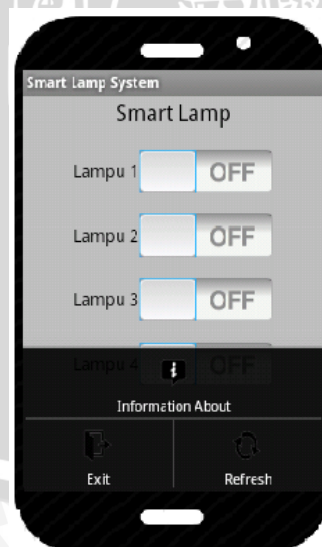 Smart Lamp System
Smart Lamp
Lampu 1 OFF
Lampu 2 OFF
Lampu 3 OFF
Lampu 4 OFF
Information About
Exit Refresh